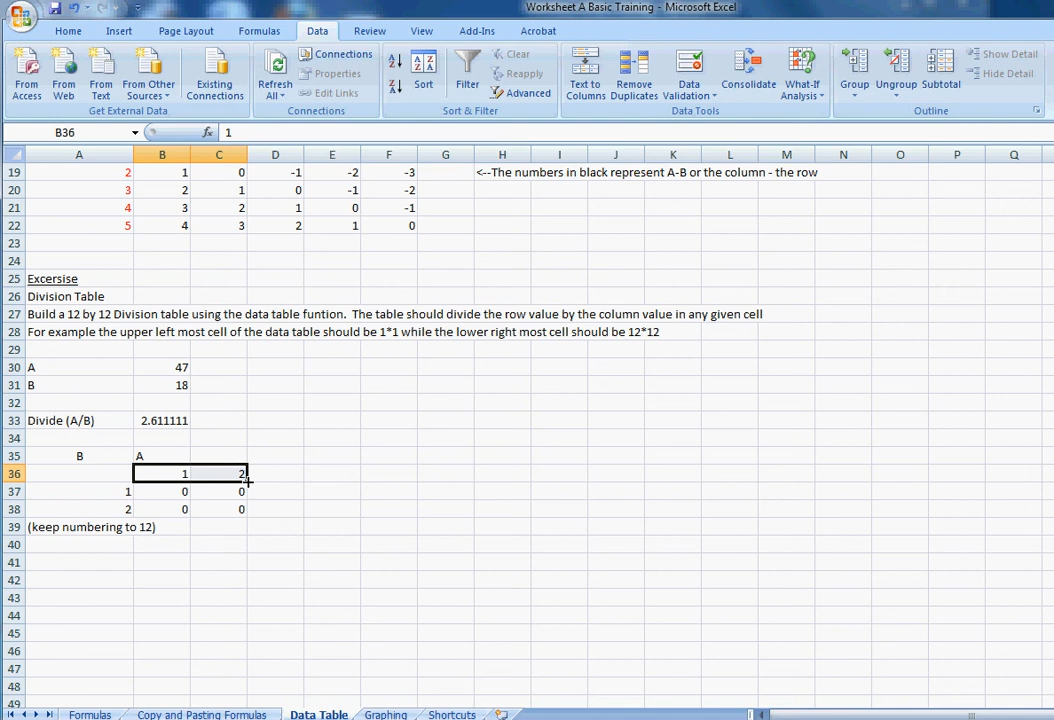 Worksheet A Basic Training - Microsoft Excel
Home Insert Page Layout Formulas Data Review View Add-Ins Acrobat
From Access From Web From Text From Other Sources Existing Connections Refresh All Connections Properties Edit Links Sort Filter Clear Reapply Advanced Text to Columns Remove Duplicates Data Validation Consolidate What-If Analysis Group Ungroup Subtotal Show Detail Hide Detail
Get External Data Connections Sort & Filter Data Tools Outline
B36 fx 1
A B C D E F G H I J K L M N O P Q
19 2 1 0 -1 -2 -3 <--The numbers in black represent A-B or the column - the row
20 3 2 1 0 -1 -2
21 4 3 2 1 0 -1
22 5 4 3 2 1 0
23
24
25 Excersise
26 Division Table
27 Build a 12 by 12 Division table using the data table funtion. The table should divide the row value by the column value in any given cell
28 For example the upper left most cell of the data table should be 1*1 while the lower right most cell should be 12*12
29
30 A 47
31 B 18
32
33 Divide (A/B) 2.611111
34
35 B A
36 1 2
37 1 0 0
38 2 0 0
39 (keep numbering to 12)
40
41
42
43
44
45
46
47
48
49
Formulas Copy and Pasting Formulas Data Table Graphing Shortcuts